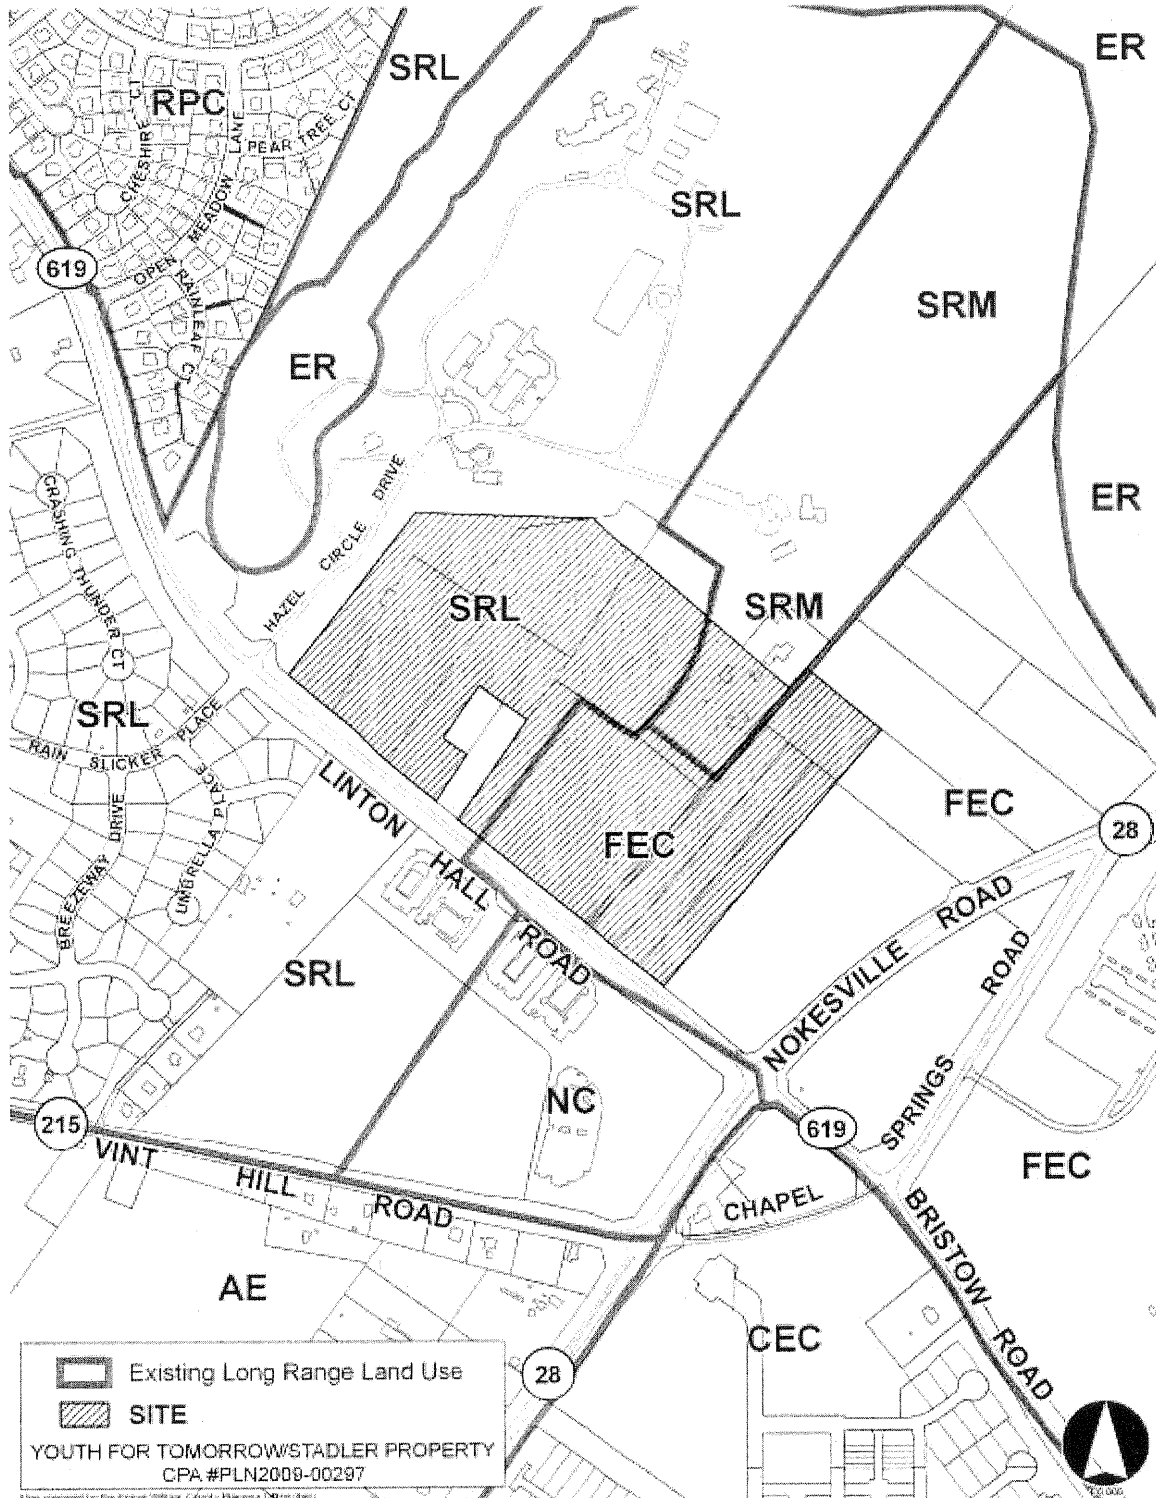 ER
SRL
RPC
CHESHIRE CT
MEADOW LANE
PEAR TREE CT
SRL
619
OPEN
RAINLEAF CT
SRM
ER
ER
CRASHING THUNDER CT
HAZEL CIRCLE DRIVE
SRL
SRM
SRL
RAIN SLICKER PLACE
BREEZEWAY DRIVE
UMBRELLA PLACE
LINTON HALL ROAD
FEC
FEC
28
NOKESVILLE ROAD
SRL
SPRINGS ROAD
NC
619
215
VINT HILL ROAD
FEC
CHAPEL
BRISTOW ROAD
AE
CEC
28
Existing Long Range Land Use
SITE
YOUTH FOR TOMORROW/STADLER PROPERTY
CPA #PLN2009-00297